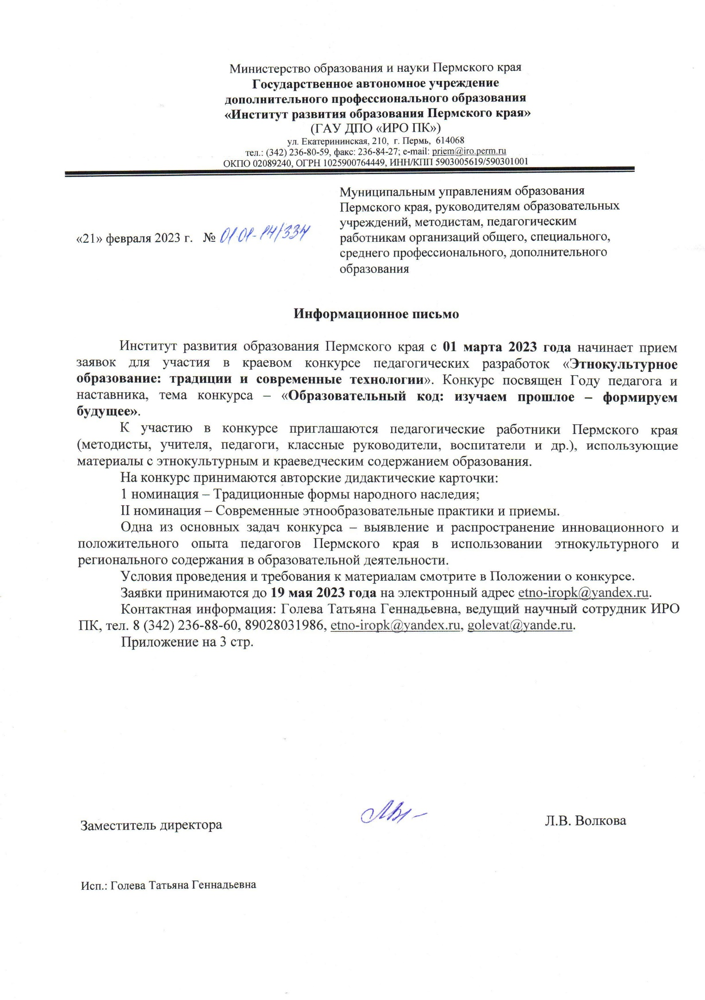 Министерство образования и науки Пермского края
Государственное автономное учреждение
дополнительного профессионального образования
«Институт развития образования Пермского края»
(ГАУ ДПО «ИРО ПК»)
ул. Екатерининская, 210, г. Пермь, 614068
тел.: (342) 236-80-59, факс: 236-84-27; e-mail: priem@iro.perm.ru
ОКПО 02089240, ОГРН 1025900764449, ИНН/КПП 5903005619/590301001
Муниципальным управлениям образования
Пермского края, руководителям образовательных
учреждений, методистам, педагогическим
работникам организаций общего, специального,
среднего профессионального, дополнительного
образования
«21» февраля 2023 г. № 01.01-14/334
Информационное письмо
Институт развития образования Пермского края с 01 марта 2023 года начинает прием
заявок для участия в краевом конкурсе педагогических разработок «Этнокультурное
образование: традиции и современные технологии». Конкурс посвящен Году педагога и
наставника, тема конкурса – «Образовательный код: изучаем прошлое – формируем
будущее».
К участию в конкурсе приглашаются педагогические работники Пермского края
(методисты, учителя, педагоги, классные руководители, воспитатели и др.), использующие
материалы с этнокультурным и краеведческим содержанием образования.
На конкурс принимаются авторские дидактические карточки:
1 номинация – Традиционные формы народного наследия;
II номинация – Современные этнообразовательные практики и приемы.
Одна из основных задач конкурса – выявление и распространение инновационного и
положительного опыта педагогов Пермского края в использовании этнокультурного и
регионального содержания в образовательной деятельности.
Условия проведения и требования к материалам смотрите в Положении о конкурсе.
Заявки принимаются до 19 мая 2023 года на электронный адрес etno-iropk@yandex.ru.
Контактная информация: Голева Татьяна Геннадьевна, ведущий научный сотрудник ИРО
ПК, тел. 8 (342) 236-88-60, 89028031986, etno-iropk@yandex.ru, golevat@yande.ru.
Приложение на 3 стр.
Заместитель директора Л.В. Волкова
Исп.: Голева Татьяна Геннадьевна